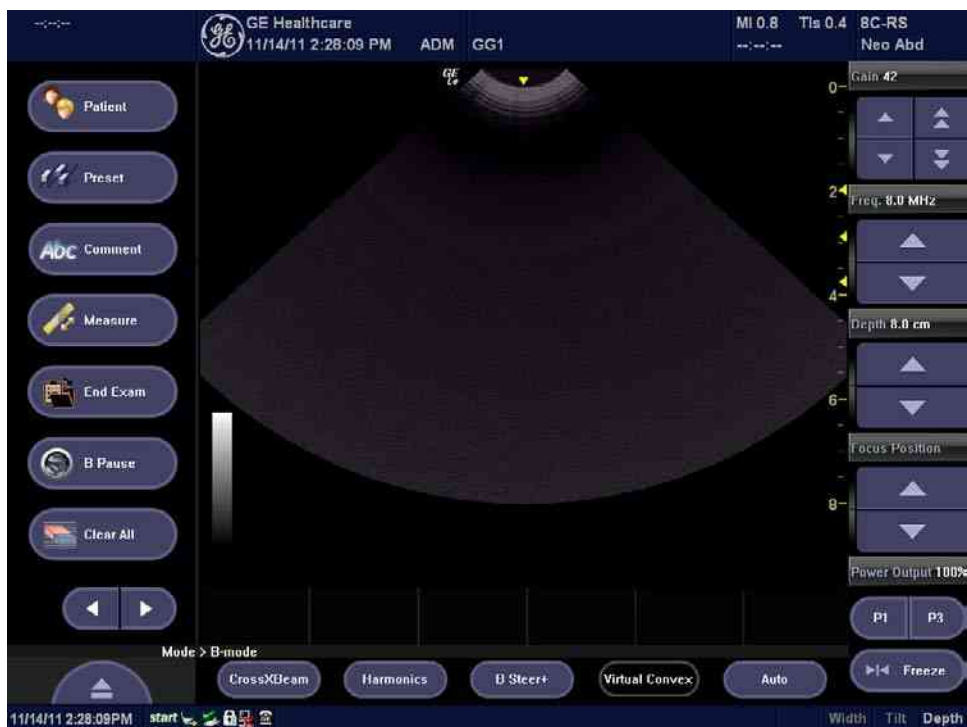 --:--:--
GE Healthcare
11/14/11 2:28:09 PM ADM GG1
MI 0.8 TIs 0.4 8C-RS
--:--:-- Neo Abd
Patient
Preset
Abc Comment
Measure
End Exam
B Pause
Clear All
GE
L9
0
2
4
6
8
Gain 42
Freq. 8.0 MHz
Depth 8.0 cm
Focus Position
Power Output 100%
P1 P3
Freeze
Mode > B-mode
CrossXBeam Harmonics B Steer+ Virtual Convex Auto
11/14/11 2:28:09PM start
Width Tilt Depth